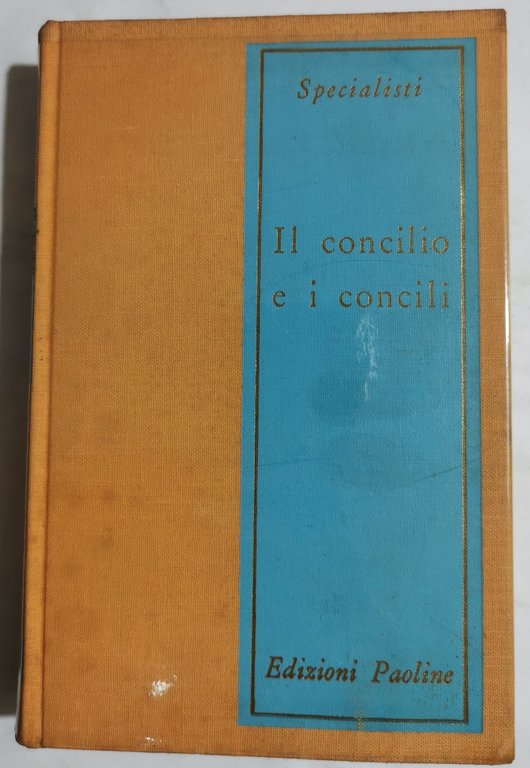 Specialisti
Il concilio
e i concili
Edizioni Paoline